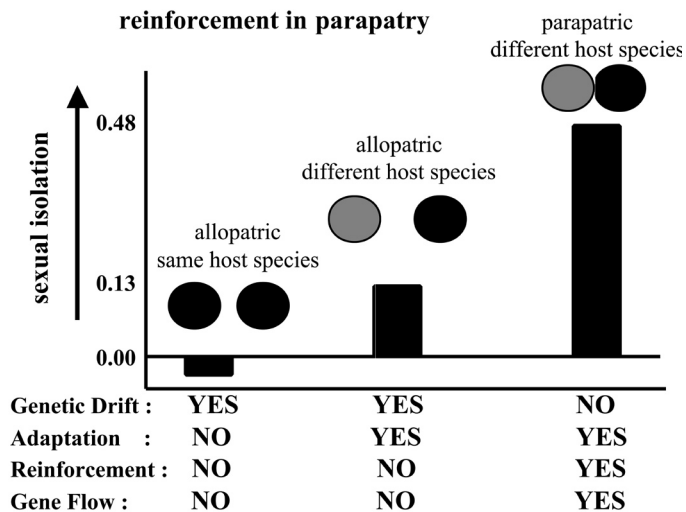 reinforcement in parapatry
parapatric
different host species
sexual isolation
0.48
allopatric
different host species
allopatric
same host species
0.13
0.00
Genetic Drift : YES YES NO
Adaptation : NO YES YES
Reinforcement : NO NO YES
Gene Flow : NO NO YES